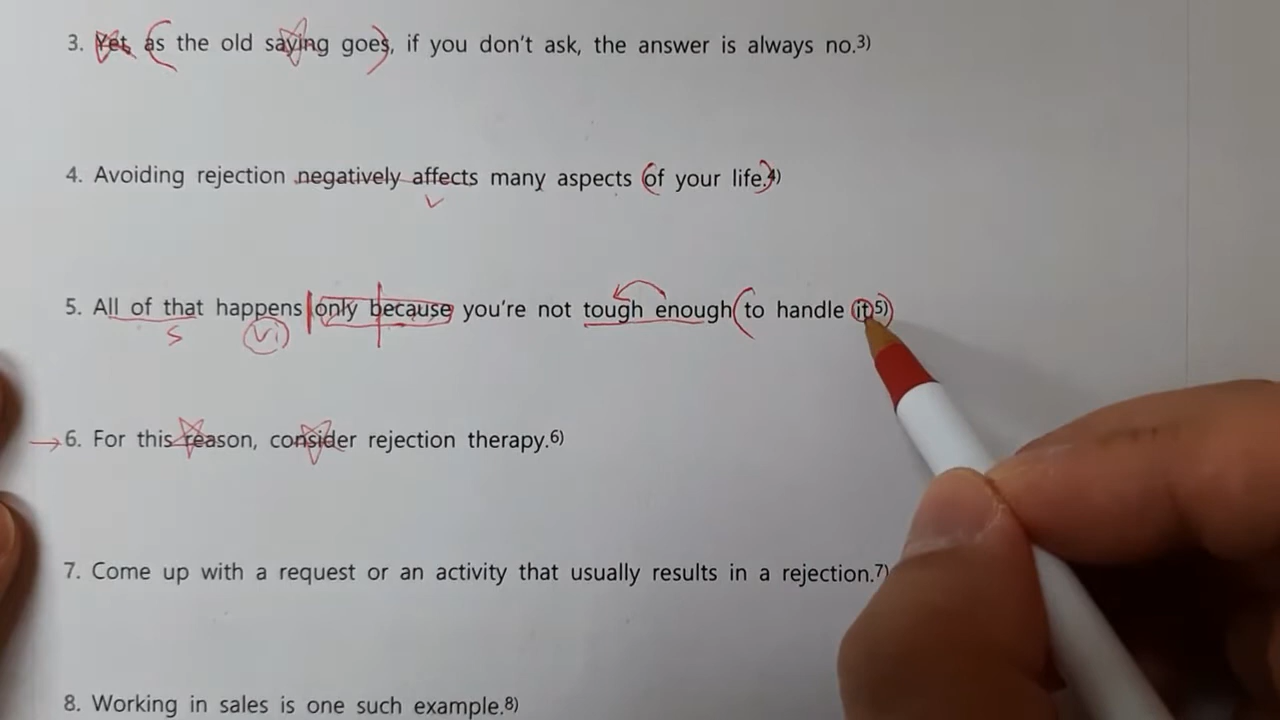 3. Yet, as the old saying goes, if you don't ask, the answer is always no.3)
4. Avoiding rejection negatively affects many aspects of your life.4)
V
5. All of that happens only because you're not tough enough to handle it.5)
S Vi
6. For this reason, consider rejection therapy.6)
7. Come up with a request or an activity that usually results in a rejection.7)
8. Working in sales is one such example.8)